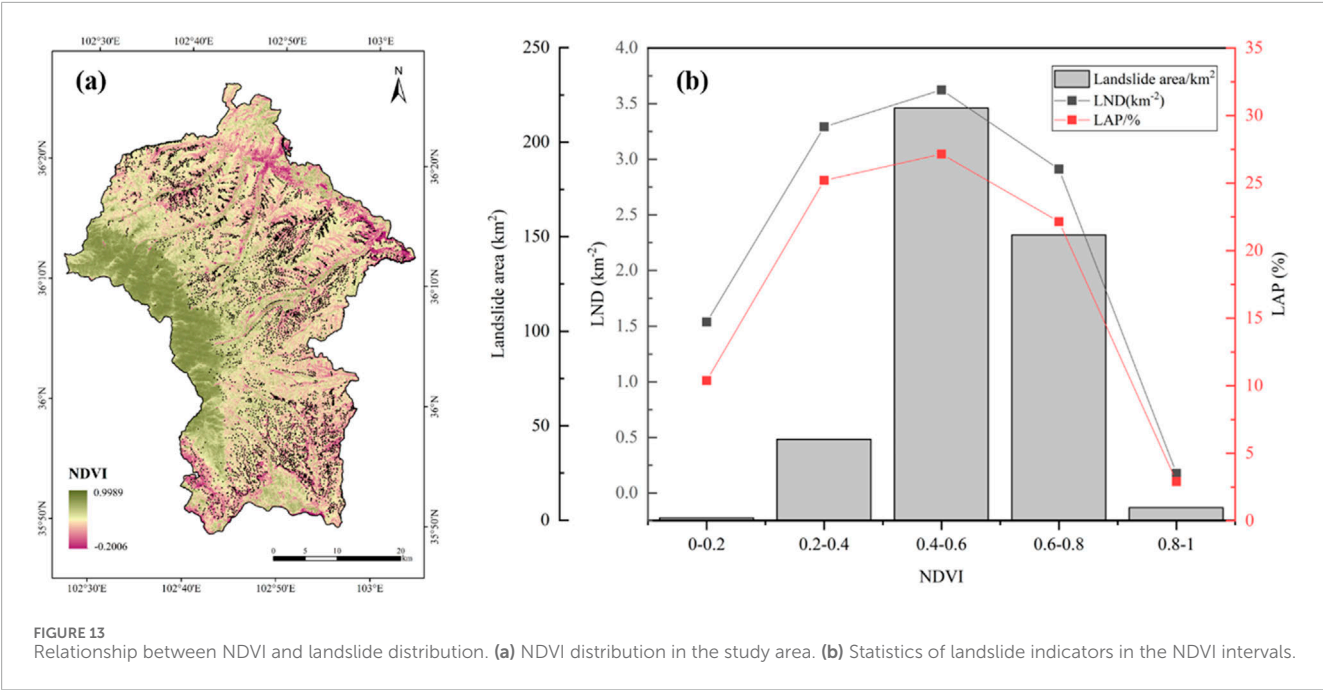 102°30'E 102°40'E 102°50'E 103°E
(a)
N
36°20'N 36°20'N
36°10'N 36°10'N
36°N 36°N
35°50'N 35°50'N
NDVI
0.9989
-0.2006
0 5 10 20
km
102°30'E 102°40'E 102°50'E 103°E
(b)
Landslide area/km²
LND(km⁻²)
LAP/%
Landslide area (km²)
250
200
150
100
50
0
LND (km⁻²)
4.0
3.5
3.0
2.5
2.0
1.5
1.0
0.5
0.0
LAP (%)
35
30
25
20
15
10
5
0
0-0.2 0.2-0.4 0.4-0.6 0.6-0.8 0.8-1
NDVI
FIGURE 13
Relationship between NDVI and landslide distribution. (a) NDVI distribution in the study area. (b) Statistics of landslide indicators in the NDVI intervals.